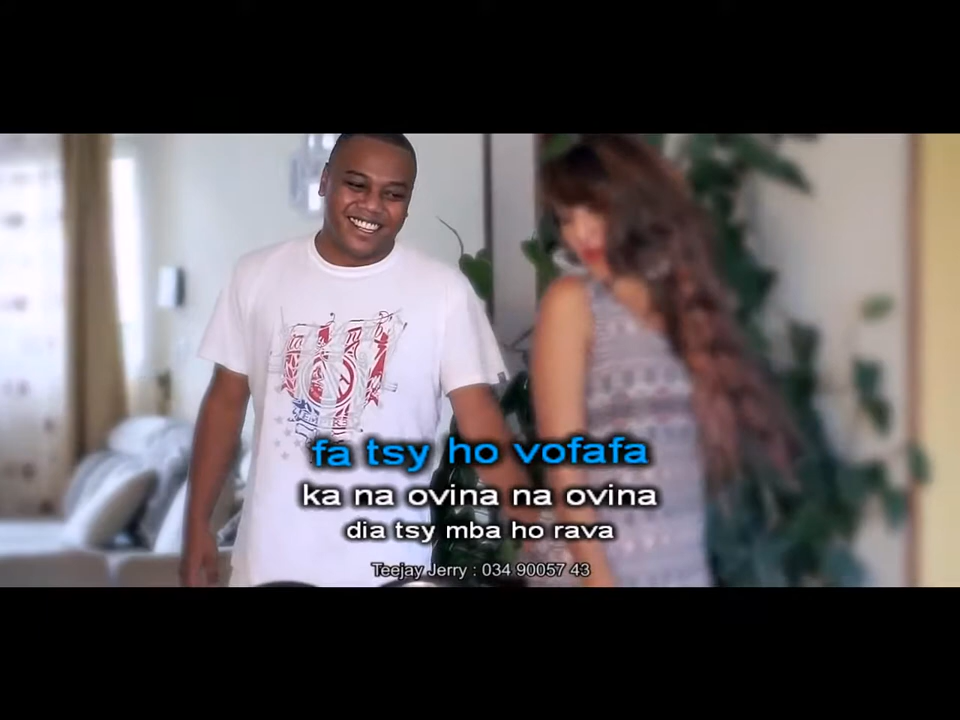 fa tsy ho vofafa
ka na ovina na ovina
dia tsy mba ho rava
Teejay Jerry : 034 90057 43